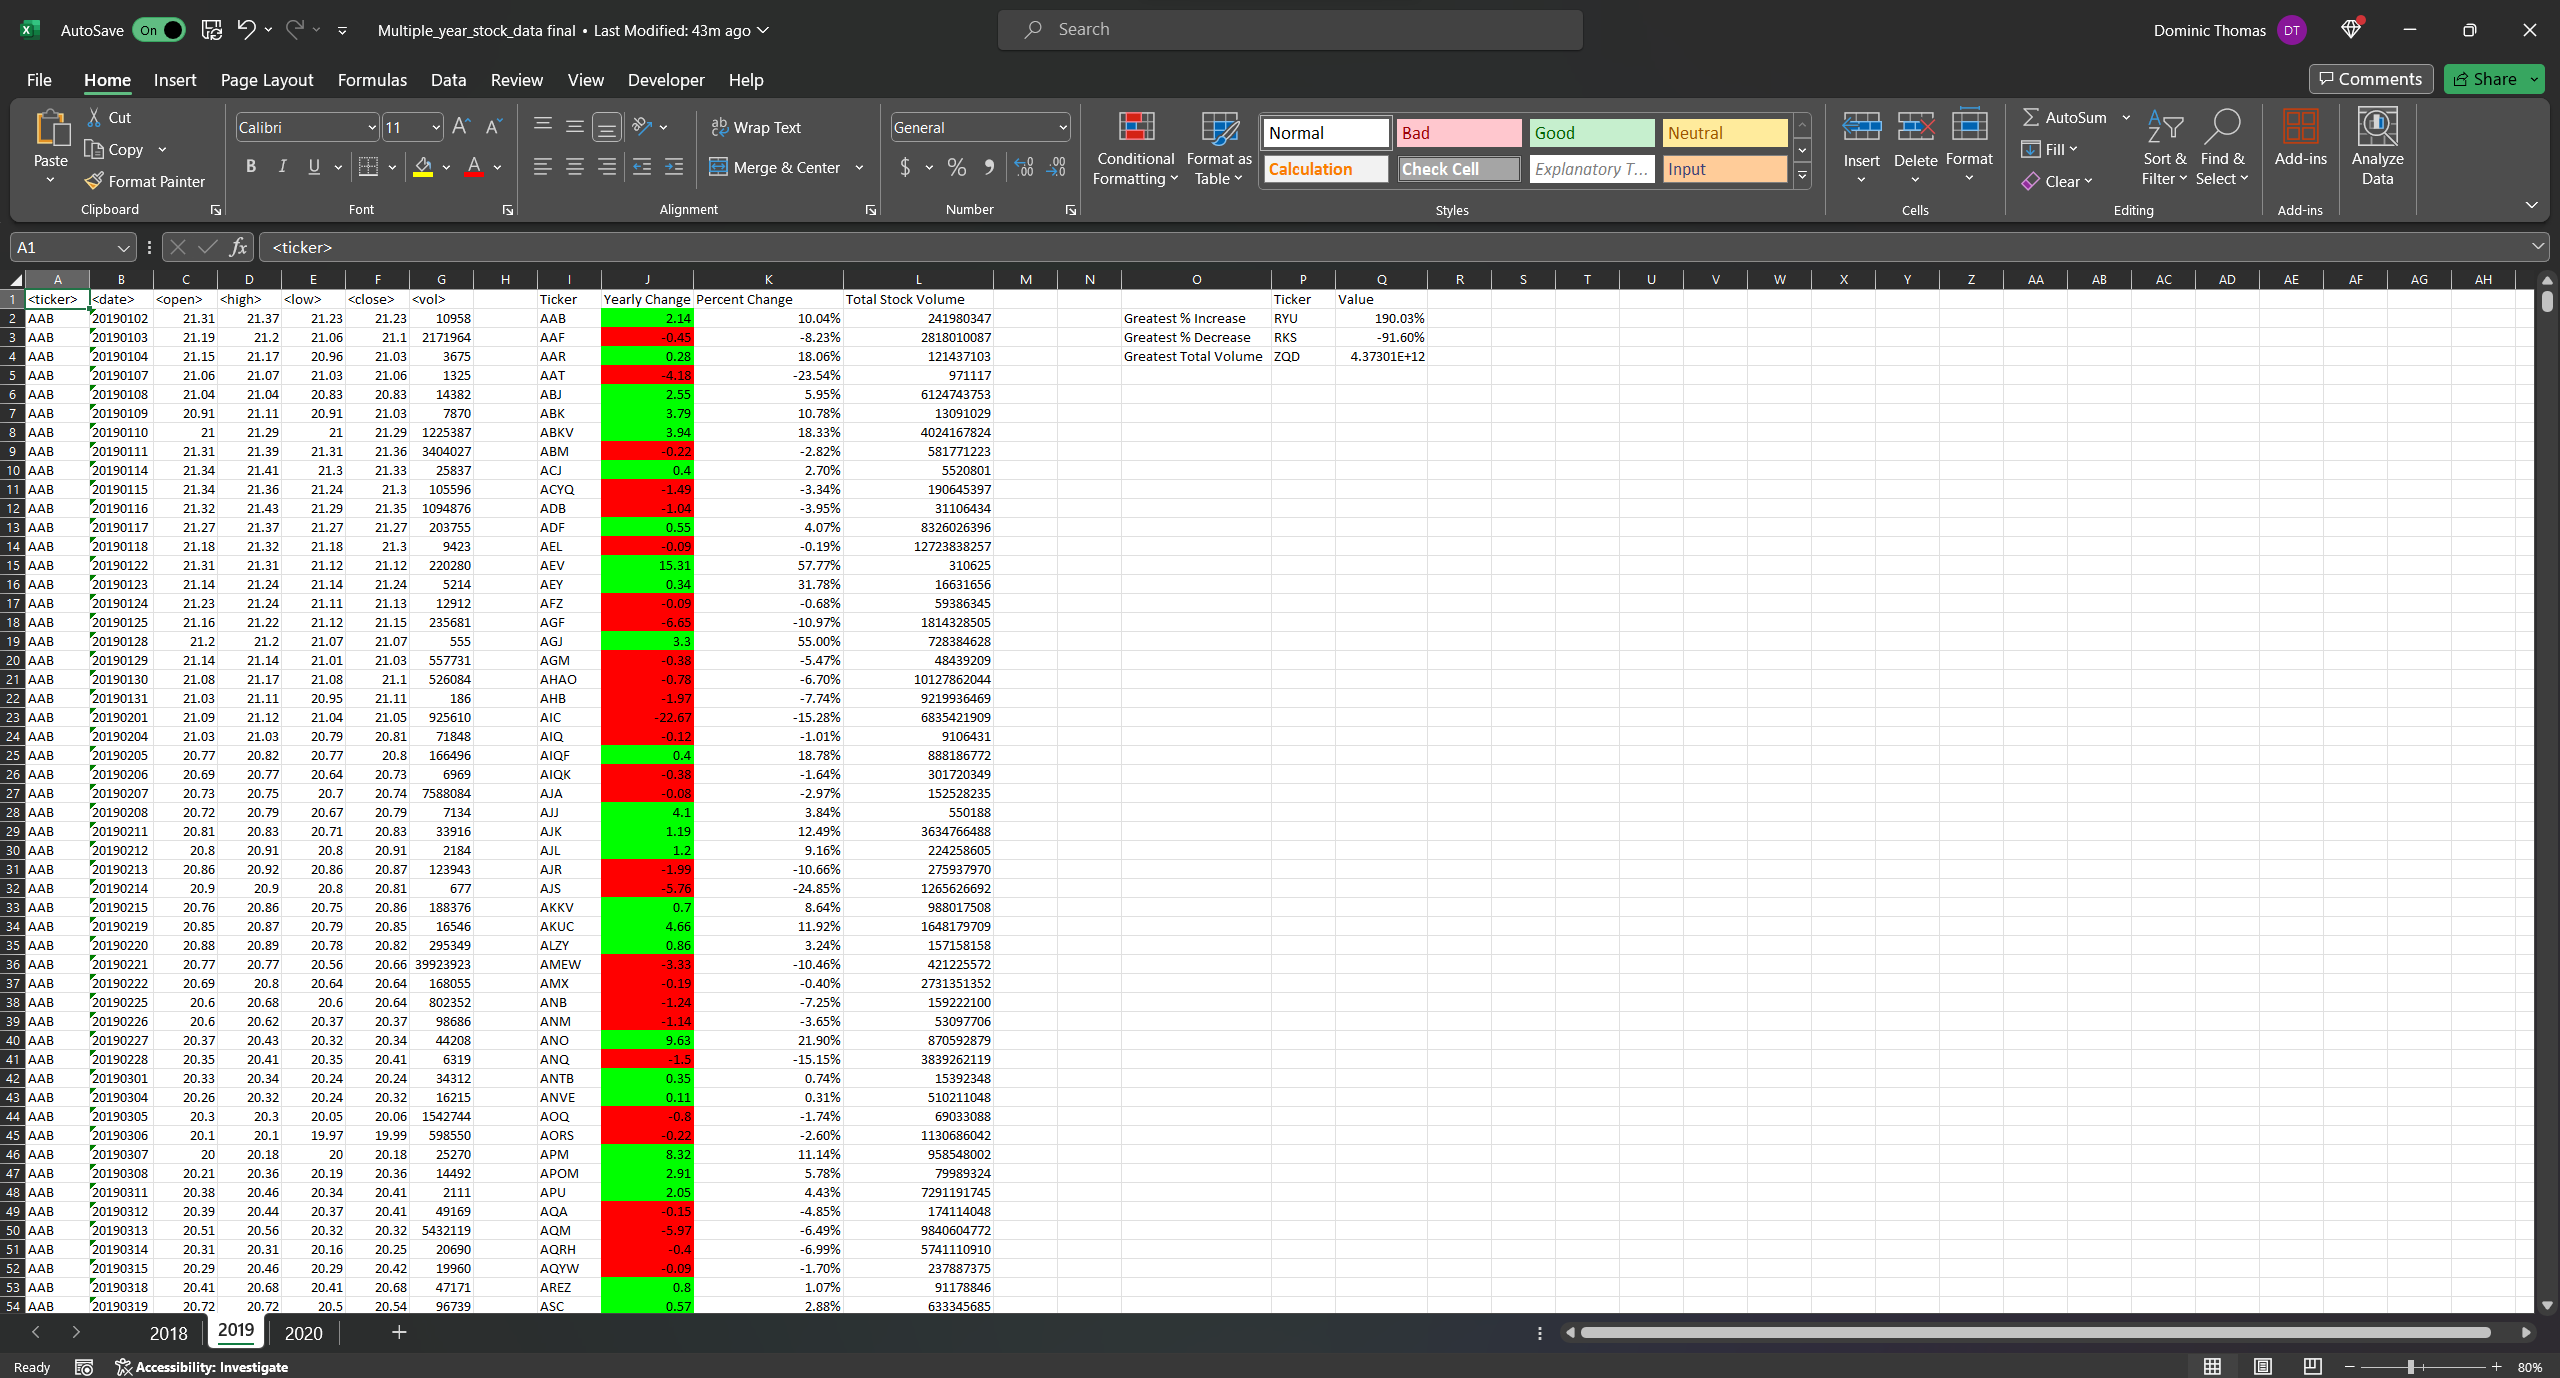 AutoSave On Multiple_year_stock_data final • Last Modified: 43m ago Search Dominic Thomas DT
File Home Insert Page Layout Formulas Data Review View Developer Help Comments Share
Paste Cut Copy Format Painter Clipboard
Calibri 11 B I U A Font
Wrap Text Merge & Center Alignment
General $ % Number
Conditional Formatting Format as Table Normal Bad Good Neutral Calculation Check Cell Explanatory T... Input Styles
Insert Delete Format Cells
AutoSum Fill Clear Sort & Filter Find & Select Editing
Add-ins Add-ins
Analyze Data
A1 fx <ticker>
A B C D E F G H I J K L M N O P Q R S T U V W X Y Z AA AB AC AD AE AF AG AH
1 <ticker> <date> <open> <high> <low> <close> <vol> Ticker Yearly Change Percent Change Total Stock Volume Ticker Value
2 AAB 20190102 21.31 21.37 21.23 21.23 10958 AAB 2.14 10.04% 241980347 Greatest % Increase RYU 190.03%
3 AAB 20190103 21.19 21.2 21.06 21.1 2171964 AAF -0.45 -8.23% 2818010087 Greatest % Decrease RKS -91.60%
4 AAB 20190104 21.15 21.17 20.96 21.03 3675 AAR 0.28 18.06% 121437103 Greatest Total Volume ZQD 4.37301E+12
5 AAB 20190107 21.06 21.07 21.03 21.06 1325 AAT -4.18 -23.54% 971117
6 AAB 20190108 21.04 21.04 20.83 20.83 14382 ABJ 2.55 5.95% 6124743753
7 AAB 20190109 20.91 21.11 20.91 21.03 7870 ABK 3.79 10.78% 13091029
8 AAB 20190110 21 21.29 21 21.29 1225387 ABKV 3.94 18.33% 4024167824
9 AAB 20190111 21.31 21.39 21.31 21.36 3404027 ABM -0.22 -2.82% 581771223
10 AAB 20190114 21.34 21.41 21.3 21.33 25837 ACJ 0.4 2.70% 5520801
11 AAB 20190115 21.34 21.36 21.24 21.3 105596 ACYQ -1.49 -3.34% 190645397
12 AAB 20190116 21.32 21.43 21.29 21.35 1094876 ADB -1.04 -3.95% 31106434
13 AAB 20190117 21.27 21.37 21.27 21.27 203755 ADF 0.55 4.07% 8326026396
14 AAB 20190118 21.18 21.32 21.18 21.3 9423 AEL -0.09 -0.19% 12723838257
15 AAB 20190122 21.31 21.31 21.12 21.12 220280 AEV 15.31 57.77% 310625
16 AAB 20190123 21.14 21.24 21.14 21.24 5214 AEY 0.34 31.78% 16631656
17 AAB 20190124 21.23 21.24 21.11 21.13 12912 AFZ -0.09 -0.68% 59386345
18 AAB 20190125 21.16 21.22 21.12 21.15 235681 AGF -6.65 -10.97% 1814328505
19 AAB 20190128 21.2 21.2 21.07 21.07 555 AGJ 3.3 55.00% 728384628
20 AAB 20190129 21.14 21.14 21.01 21.03 557731 AGM -0.38 -5.47% 48439209
21 AAB 20190130 21.08 21.17 21.08 21.1 526084 AHAO -0.78 -6.70% 10127862044
22 AAB 20190131 21.03 21.11 20.95 21.11 186 AHB -1.97 -7.74% 9219936469
23 AAB 20190201 21.09 21.12 21.04 21.05 925610 AIC -22.67 -15.28% 6835421909
24 AAB 20190204 21.03 21.03 20.79 20.81 71848 AIQ -0.12 -1.01% 9106431
25 AAB 20190205 20.77 20.82 20.77 20.8 166496 AIQF 0.4 18.78% 888186772
26 AAB 20190206 20.69 20.77 20.64 20.73 6969 AIQK -0.38 -1.64% 301720349
27 AAB 20190207 20.73 20.75 20.7 20.74 7588084 AJA -0.08 -2.97% 152528235
28 AAB 20190208 20.72 20.79 20.67 20.79 7134 AJJ 4.1 3.84% 550188
29 AAB 20190211 20.81 20.83 20.71 20.83 33916 AJK 1.19 12.49% 3634766488
30 AAB 20190212 20.8 20.91 20.8 20.91 2184 AJL 1.2 9.16% 224258605
31 AAB 20190213 20.86 20.92 20.86 20.87 123943 AJR -1.99 -10.66% 275937970
32 AAB 20190214 20.9 20.9 20.8 20.81 677 AJS -5.76 -24.85% 1265626692
33 AAB 20190215 20.76 20.86 20.75 20.86 188376 AKKV 0.7 8.64% 988017508
34 AAB 20190219 20.85 20.87 20.79 20.85 16546 AKUC 4.66 11.92% 1648179709
35 AAB 20190220 20.88 20.89 20.78 20.82 295349 ALZY 0.86 3.24% 157158158
36 AAB 20190221 20.77 20.77 20.56 20.66 39923923 AMEW -3.33 -10.46% 421225572
37 AAB 20190222 20.69 20.8 20.64 20.64 168055 AMX -0.19 -0.40% 2731351352
38 AAB 20190225 20.6 20.68 20.6 20.64 802352 ANB -1.24 -7.25% 159222100
39 AAB 20190226 20.6 20.62 20.37 20.37 98686 ANM -1.14 -3.65% 53097706
40 AAB 20190227 20.37 20.43 20.32 20.34 44208 ANO 9.63 21.90% 870592879
41 AAB 20190228 20.35 20.41 20.35 20.41 6319 ANQ -1.5 -15.15% 3839262119
42 AAB 20190301 20.33 20.34 20.24 20.24 34312 ANTB 0.35 0.74% 15392348
43 AAB 20190304 20.26 20.32 20.24 20.32 16215 ANVE 0.11 0.31% 510211048
44 AAB 20190305 20.3 20.3 20.05 20.06 1542744 AOQ -0.8 -1.74% 69033088
45 AAB 20190306 20.1 20.1 19.97 19.99 598550 AORS -0.22 -2.60% 1130686042
46 AAB 20190307 20 20.18 20 20.18 25270 APM 8.32 11.14% 958548002
47 AAB 20190308 20.21 20.36 20.19 20.36 14492 APOM 2.91 5.78% 79989324
48 AAB 20190311 20.38 20.46 20.34 20.41 2111 APU 2.05 4.43% 7291191745
49 AAB 20190312 20.39 20.44 20.37 20.41 49169 AQA -0.15 -4.85% 174114048
50 AAB 20190313 20.51 20.56 20.32 20.32 5432119 AQM -5.97 -6.49% 9840604772
51 AAB 20190314 20.31 20.31 20.16 20.25 20690 AQRH -0.4 -6.99% 5741110910
52 AAB 20190315 20.29 20.46 20.29 20.42 19960 AQYW -0.09 -1.70% 237887375
53 AAB 20190318 20.41 20.68 20.41 20.68 47171 AREZ 0.8 1.07% 91178846
54 AAB 20190319 20.72 20.72 20.5 20.54 96739 ASC 0.57 2.88% 633345685
2018 2019 2020
Ready Accessibility: Investigate 80%